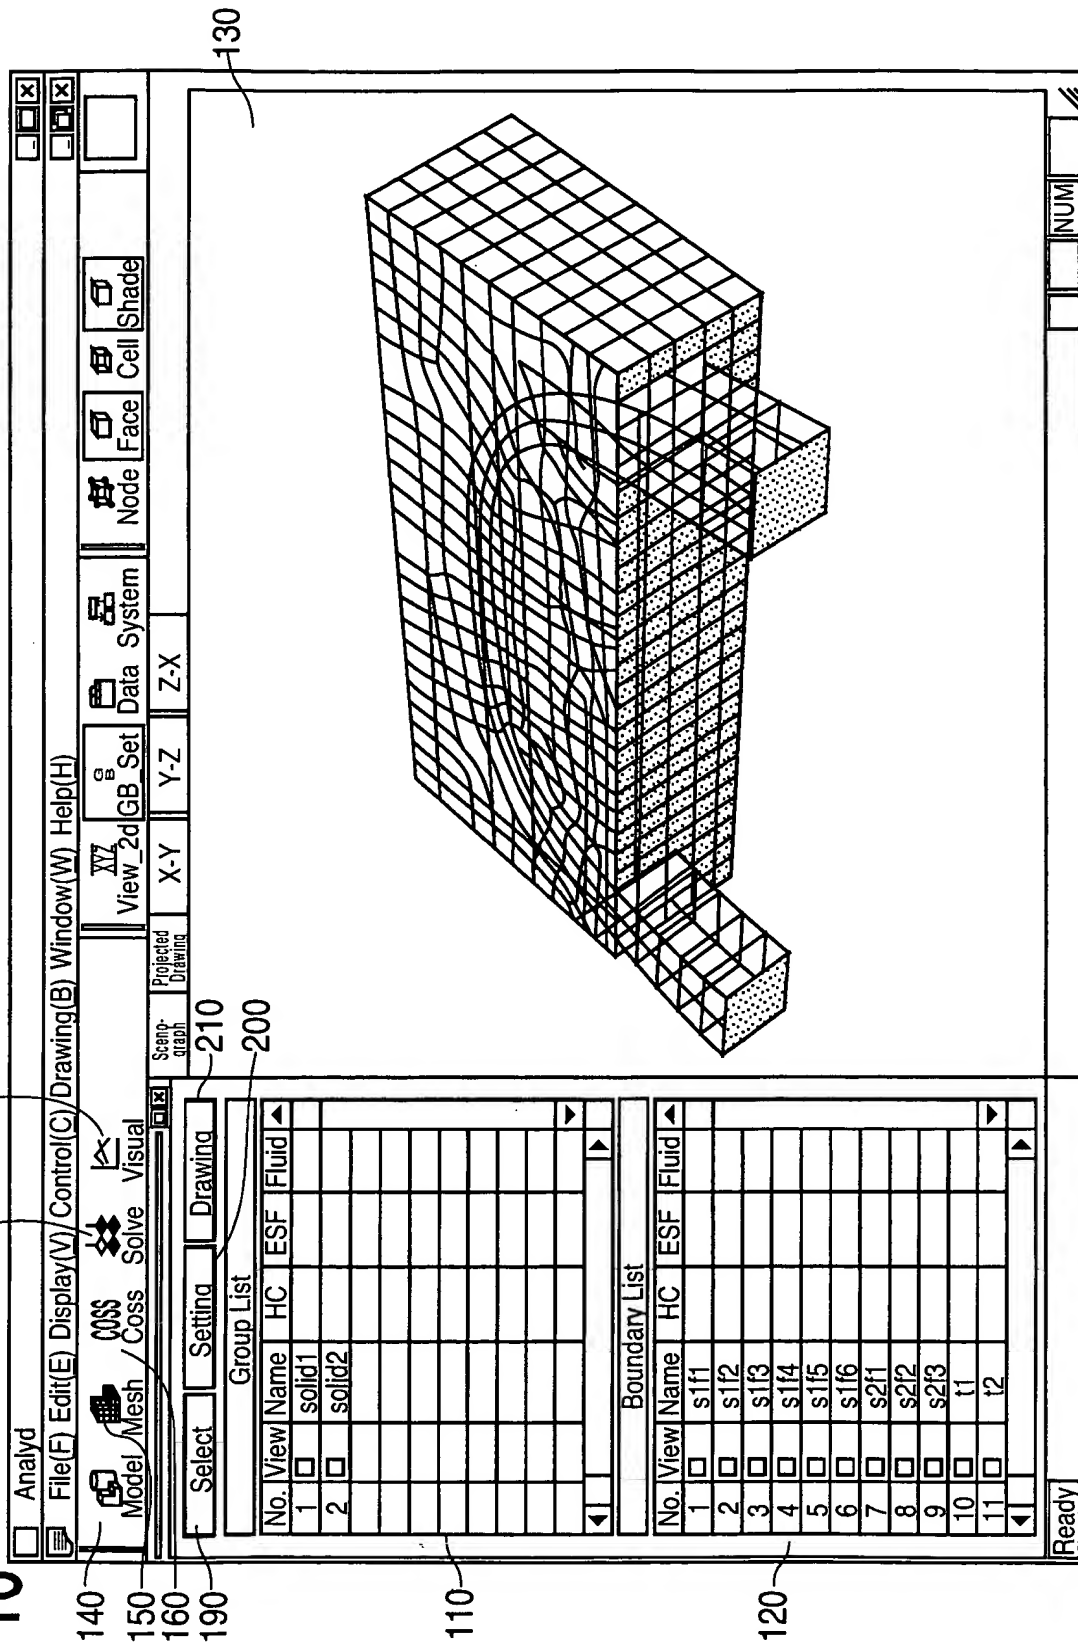 Analyd
File(F) Edit(E) Display(V) Control(C) Drawing(B) Window(W) Help(H)
COSS XYZ GB
Model Mesh Coss Solve Visual View_2d GB_Set Data System Node Face Cell Shade
Sceno-graph Projected Drawing X-Y Y-Z Z-X
Select Setting Drawing
Group List
No. View Name HC ESF Fluid
1 solid1
2 solid2
Boundary List
No. View Name HC ESF Fluid
1 s1f1
2 s1f2
3 s1f3
4 s1f4
5 s1f5
6 s1f6
7 s2f1
8 s2f2
9 s2f3
10 t1
11 t2
Ready NUM
140
150
160
190
110
120
210
200
130